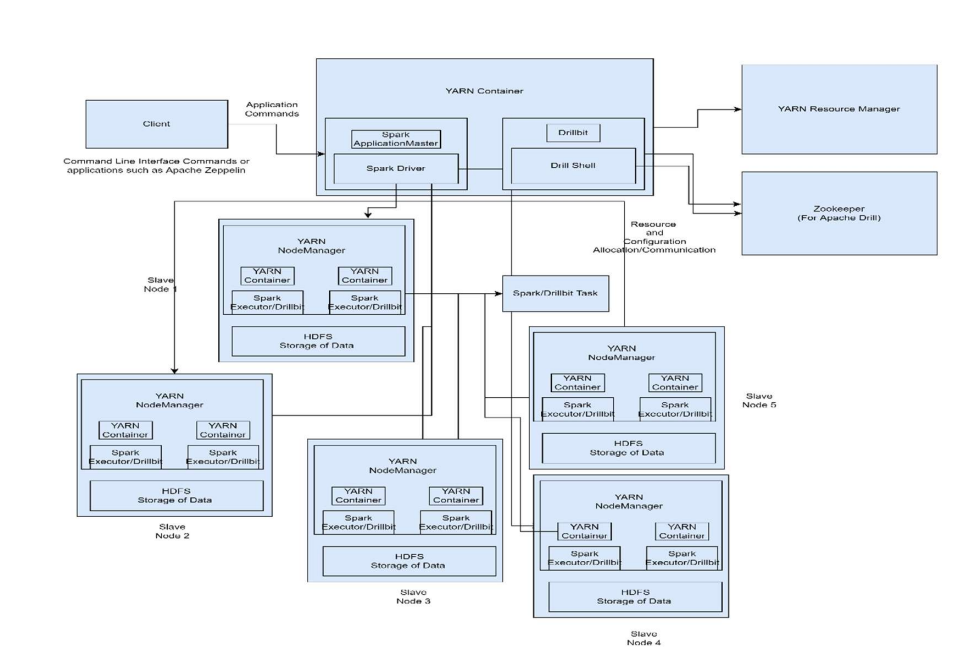 YARN Container
YARN Resource Manager
Client
Application
Commands
Spark
ApplicationMaster
Spark Driver
Drillbit
Drill Shell
Command Line Interface Commands or
applications such as Apache Zeppelin
Zookeeper
(For Apache Drill)
Resource
and
Configuration
Allocation/Communication
YARN
NodeManager
YARN
Container
YARN
Container
Spark
Executor/Drillbit
Spark
Executor/Drillbit
HDFS
Storage of Data
Slave
Node 1
Spark/Drillbit Task
YARN
NodeManager
YARN
Container
YARN
Container
Spark
Executor/Drillbit
Spark
Executor/Drillbit
HDFS
Storage of Data
Slave
Node 5
YARN
NodeManager
YARN
Container
YARN
Container
Spark
Executor/Drillbit
Spark
Executor/Drillbit
HDFS
Storage of Data
Slave
Node 2
YARN
NodeManager
YARN
Container
YARN
Container
Spark
Executor/Drillbit
Spark
Executor/Drillbit
HDFS
Storage of Data
Slave
Node 3
YARN
NodeManager
YARN
Container
YARN
Container
Spark
Executor/Drillbit
Spark
Executor/Drillbit
HDFS
Storage of Data
Slave
Node 4